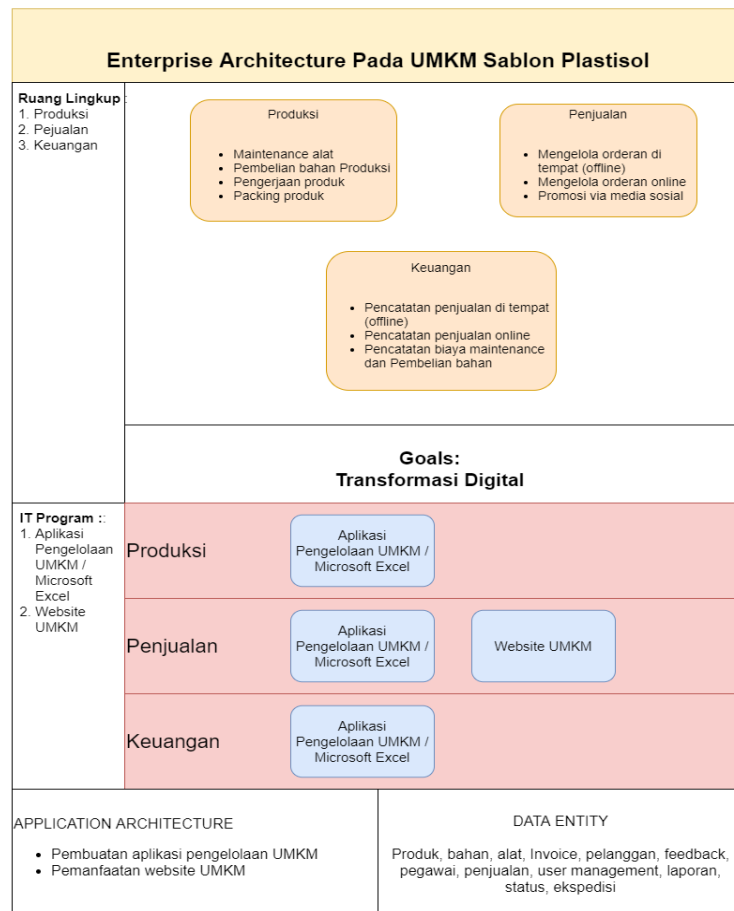 Enterprise Architecture Pada UMKM Sablon Plastisol
Ruang Lingkup :
1. Produksi
2. Pejualan
3. Keuangan
Produksi
• Maintenance alat
• Pembelian bahan Produksi
• Pengerjaan produk
• Packing produk
Penjualan
• Mengelola orderan di
tempat (offline)
• Mengelola orderan online
• Promosi via media sosial
Keuangan
• Pencatatan penjualan di tempat
(offline)
• Pencatatan penjualan online
• Pencatatan biaya maintenance
dan Pembelian bahan
Goals:
Transformasi Digital
IT Program ::
1. Aplikasi
Pengelolaan
UMKM /
Microsoft
Excel
2. Website
UMKM
Produksi
Aplikasi
Pengelolaan UMKM /
Microsoft Excel
Penjualan
Aplikasi
Pengelolaan UMKM /
Microsoft Excel
Website UMKM
Keuangan
Aplikasi
Pengelolaan UMKM /
Microsoft Excel
APPLICATION ARCHITECTURE
• Pembuatan aplikasi pengelolaan UMKM
• Pemanfaatan website UMKM
DATA ENTITY
Produk, bahan, alat, Invoice, pelanggan, feedback,
pegawai, penjualan, user management, laporan,
status, ekspedisi